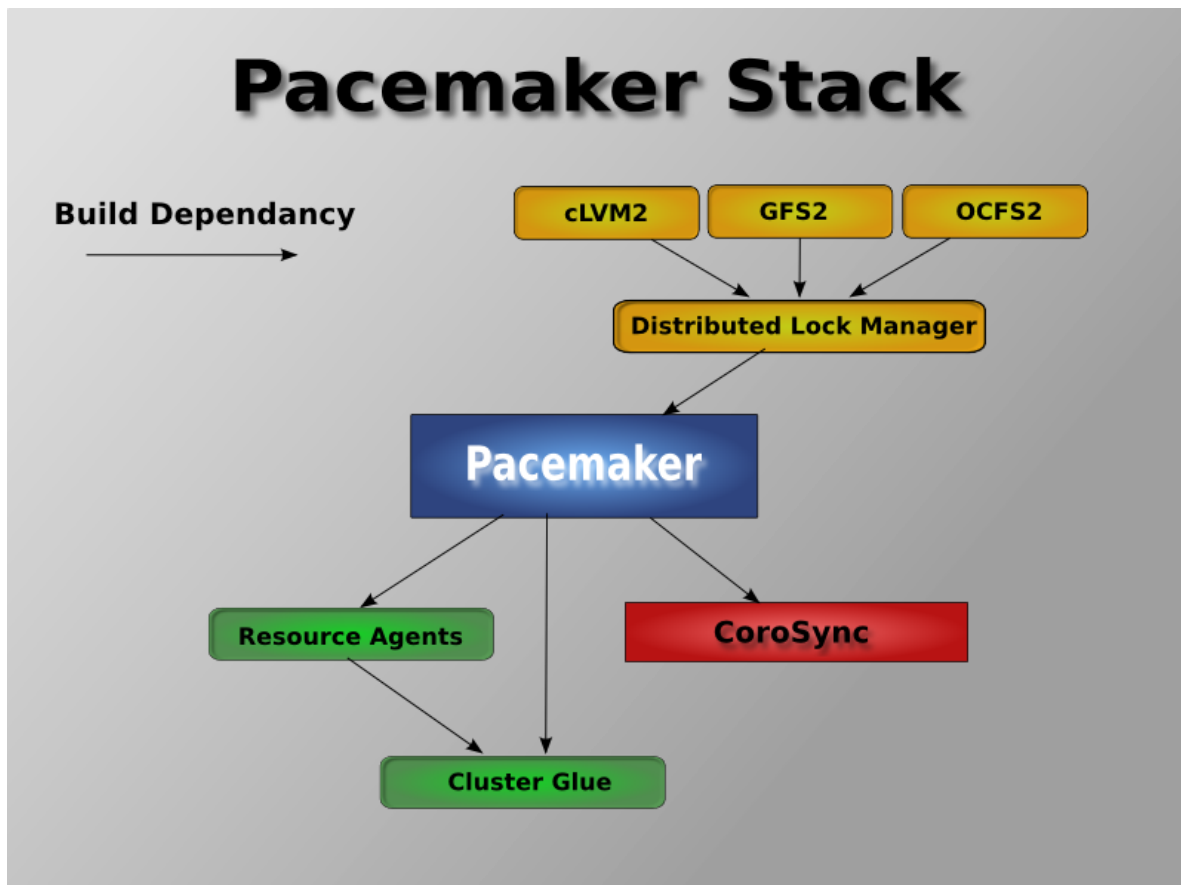 Pacemaker Stack
Build Dependancy
cLVM2
GFS2
OCFS2
Distributed Lock Manager
Pacemaker
Resource Agents
CoroSync
Cluster Glue